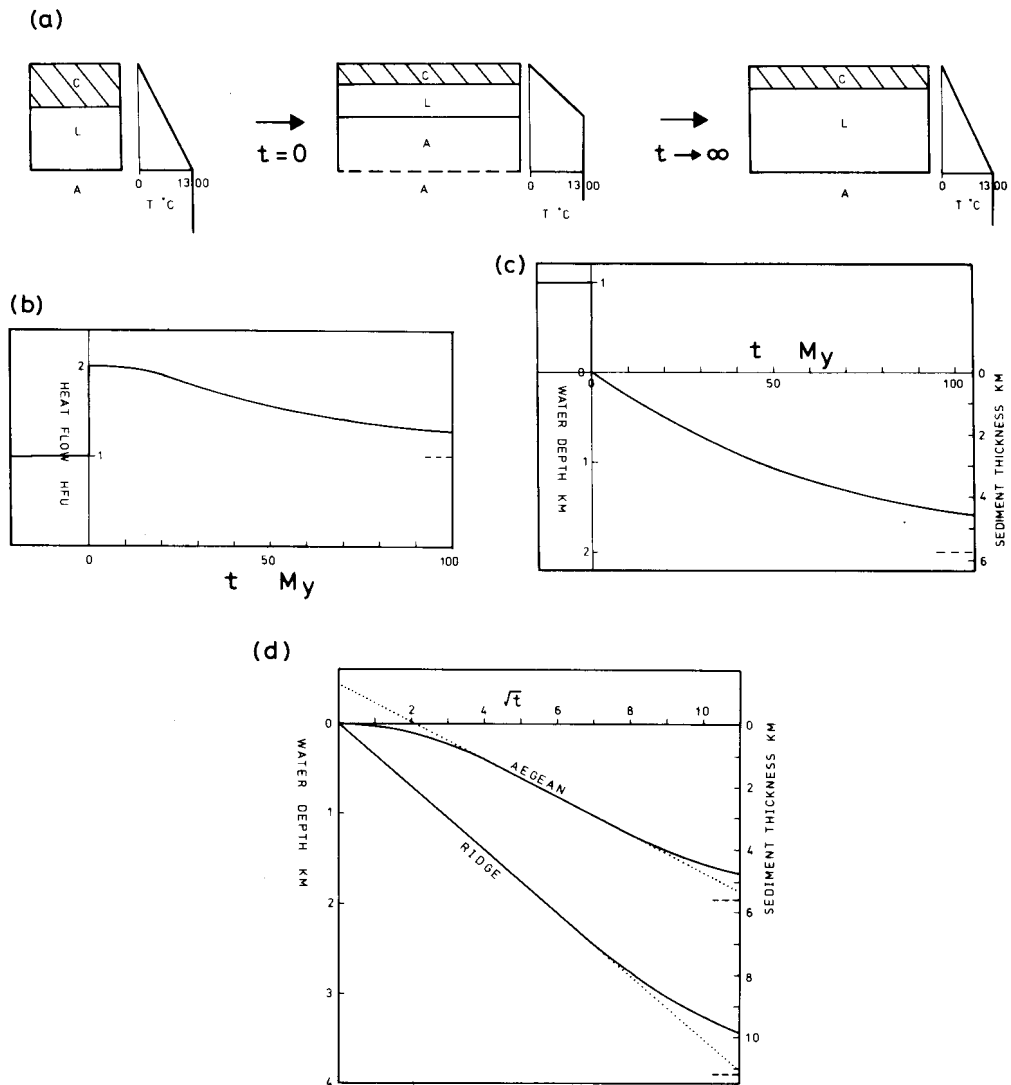 (a)
C
L
A
0
1300
T °C
t = 0
C
L
A
A
0
1300
T °C
t → ∞
C
L
A
0
1300
T °C
(b)
2
1
HEAT FLOW HFU
0
50
100
t My
(c)
1
0
1
2
WATER DEPTH KM
t My
0
50
100
0
2
4
6
SEDIMENT THICKNESS KM
(d)
√t
2
4
6
8
10
0
1
2
3
4
WATER DEPTH KM
AEGEAN
RIDGE
0
2
4
6
8
10
SEDIMENT THICKNESS KM